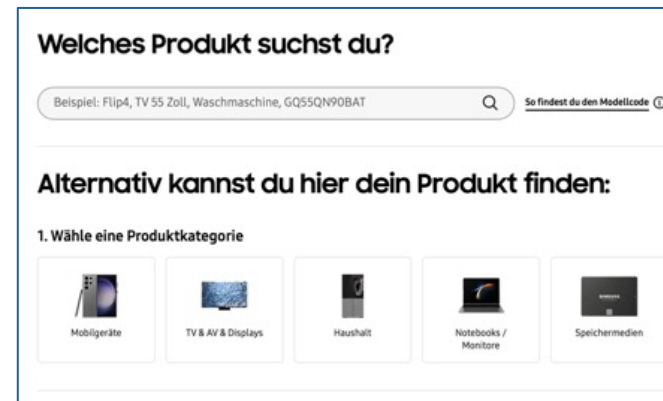 Welches Produkt suchst du?
Beispiel: Flip4, TV 55 Zoll, Waschmaschine, GQ55QN90BAT
So findest du den Modellcode
Alternativ kannst du hier dein Produkt finden:
1. Wähle eine Produktkategorie
Mobilgeräte
TV & AV & Displays
Haushalt
Notebooks /
Monitore
SAMSUNG
Speichermedien